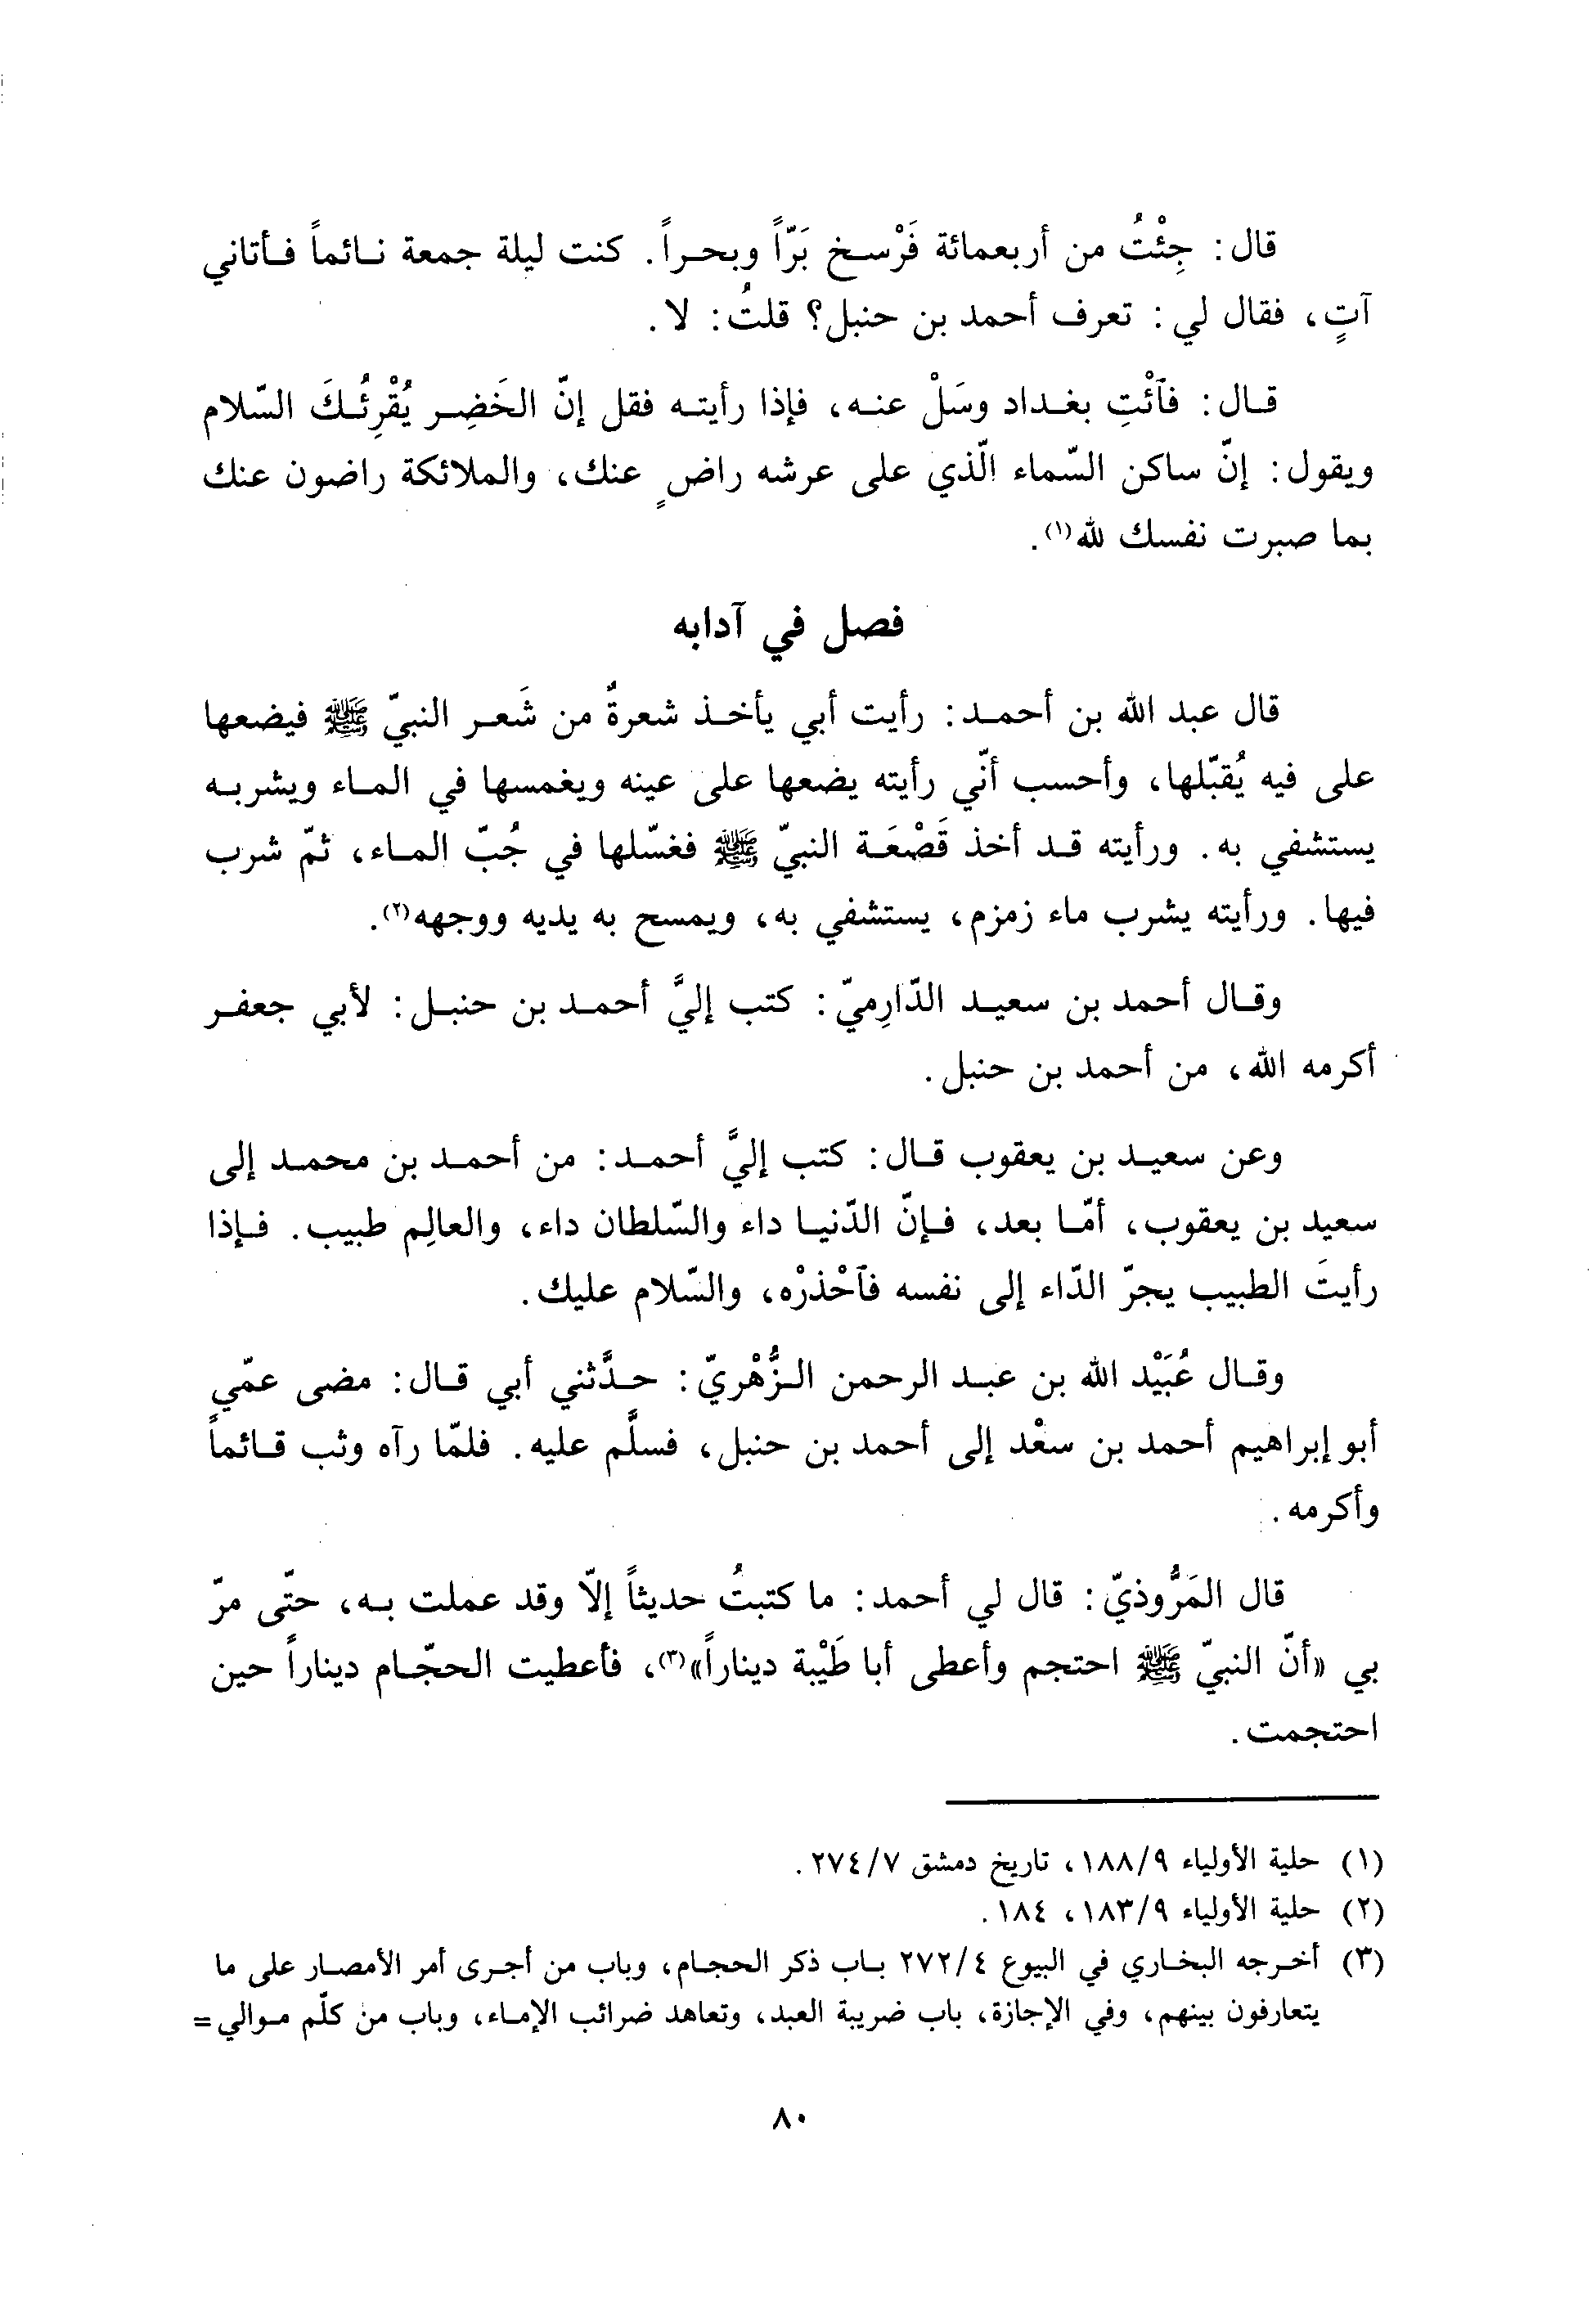 قال: جِئْتُ من أربعمائة فَرْسخ بَرّاً وبحراً. كنت ليلة جمعة نائماً فأتاني
آتٍ، فقال لي: تعرف أحمد بن حنبل؟ قلتُ: لا.
قال: فآئْتِ بغداد وسَلْ عنه، فإذا رأيته فقل إنّ الخَضِر يُقْرِئُكَ السّلام
ويقول: إنّ ساكن السّماء الّذي على عرشه راضٍ عنك، والملائكة راضون عنك
بما صبرت نفسك لله(١).
فصل في آدابه
قال عبد الله بن أحمد: رأيت أبي يأخذ شعرةً من شَعر النبيّ ﷺ فيضعها
على فيه يُقبّلها، وأحسب أنّي رأيته يضعها على عينه ويغمسها في الماء ويشربه
يستشفي به. ورأيته قد أخذ قَصْعَة النبيّ ﷺ فغسّلها في جُبّ الماء، ثمّ شرب
فيها. ورأيته يشرب ماء زمزم، يستشفي به، ويمسح به يديه ووجهه(٢).
وقال أحمد بن سعيد الدّارِميّ: كتب إليَّ أحمد بن حنبل: لأبي جعفر
أكرمه الله، من أحمد بن حنبل.
وعن سعيد بن يعقوب قال: كتب إليَّ أحمد: من أحمد بن محمد إلى
سعيد بن يعقوب، أمّا بعد، فإنّ الدّنيا داء والسّلطان داء، والعالِم طبيب. فإذا
رأيتَ الطبيب يجرّ الدّاء إلى نفسه فآحْذرْه، والسّلام عليك.
وقال عُبَيْد الله بن عبد الرحمن الزُّهْريّ: حدَّثني أبي قال: مضى عمّي
أبو إبراهيم أحمد بن سعْد إلى أحمد بن حنبل، فسلَّم عليه. فلمّا رآه وثب قائماً
وأكرمه.
قال المَرُّوذيّ: قال لي أحمد: ما كتبتُ حديثاً إلّا وقد عملت به، حتّى مرّ
بي «أنّ النبيّ ﷺ احتجم وأعطى أبا طَيْبة ديناراً»(٣)، فأعطيت الحجّام ديناراً حين
احتجمت.
(١) حلية الأولياء ١٨٨/٩، تاريخ دمشق ٢٧٤/٧.
(٢) حلية الأولياء ١٨٣/٩، ١٨٤.
(٣) أخرجه البخاري في البيوع ٢٧٢/٤ باب ذكر الحجام، وباب من أجرى أمر الأمصار على ما
يتعارفون بينهم، وفي الإجازة، باب ضريبة العبد، وتعاهد ضرائب الإماء، وباب من كلّم موالي=
٨٠